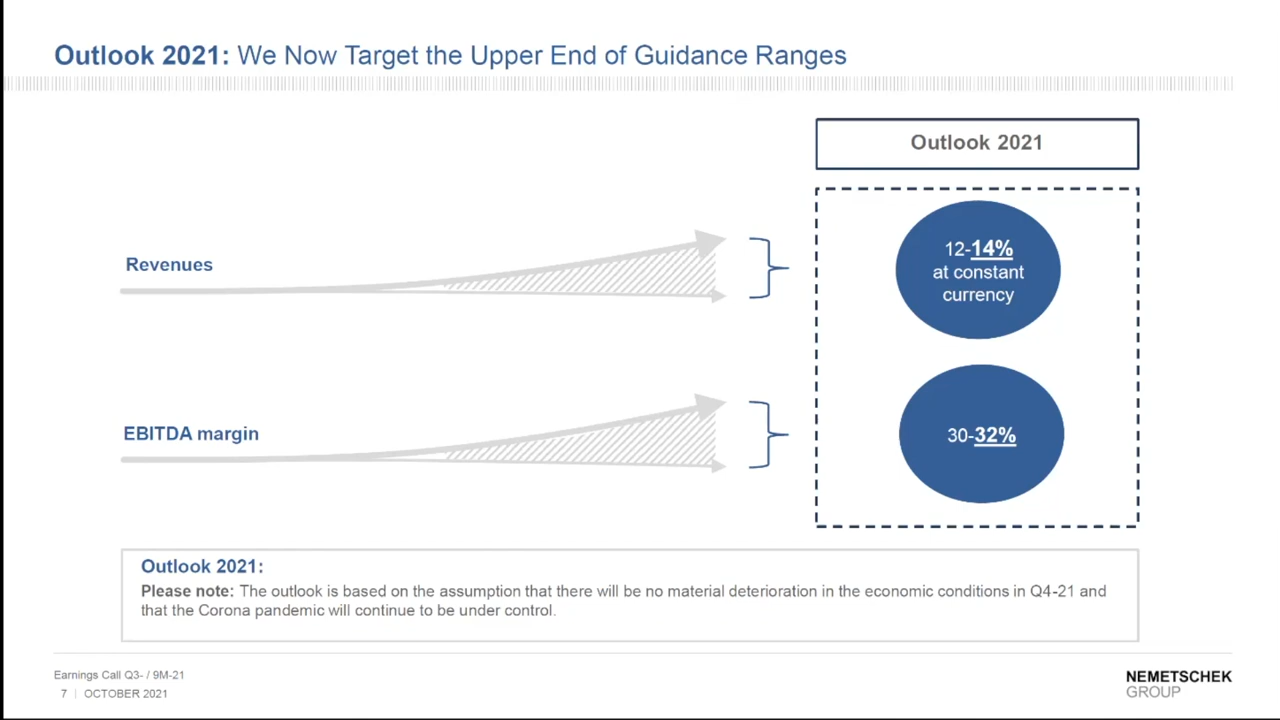 Outlook 2021: We Now Target the Upper End of Guidance Ranges
Outlook 2021
Revenues
12-14%
at constant
currency
EBITDA margin
30-32%
Outlook 2021:
Please note: The outlook is based on the assumption that there will be no material deterioration in the economic conditions in Q4-21 and
that the Corona pandemic will continue to be under control.
Earnings Call Q3- / 9M-21
7 | OCTOBER 2021
NEMETSCHEK
GROUP